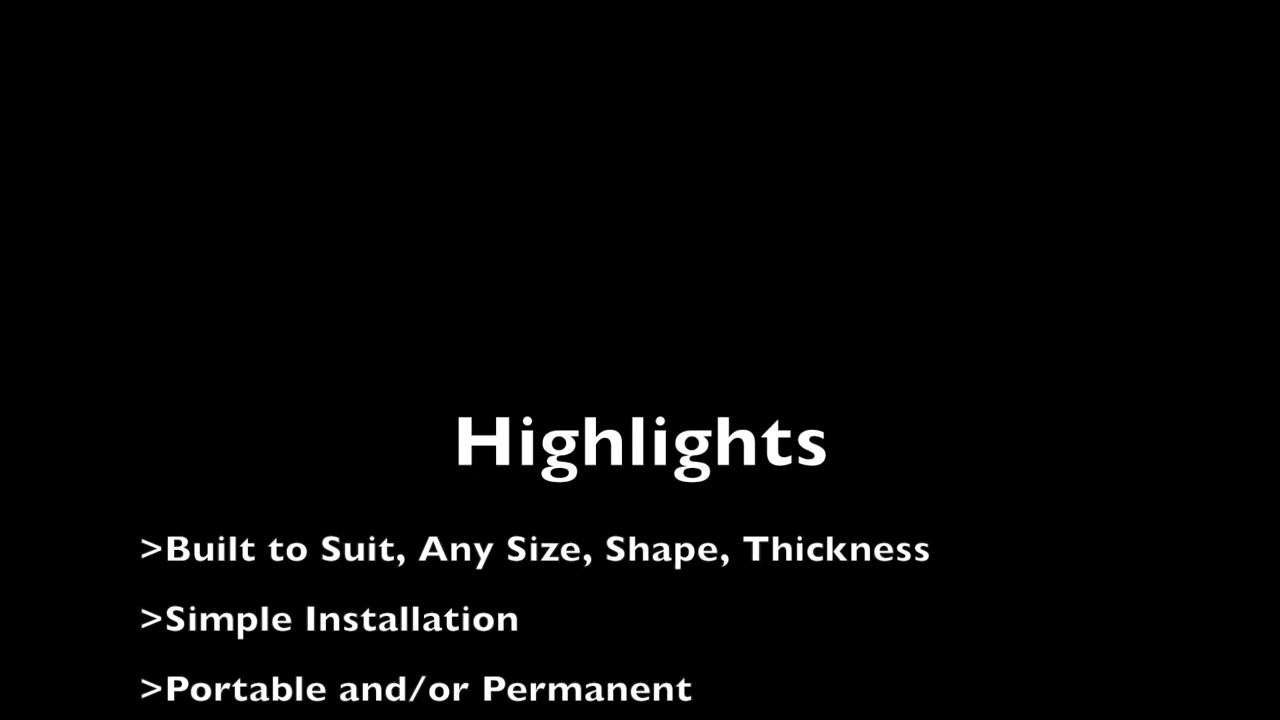 Highlights
>Built to Suit, Any Size, Shape, Thickness
>Simple Installation
>Portable and/or Permanent